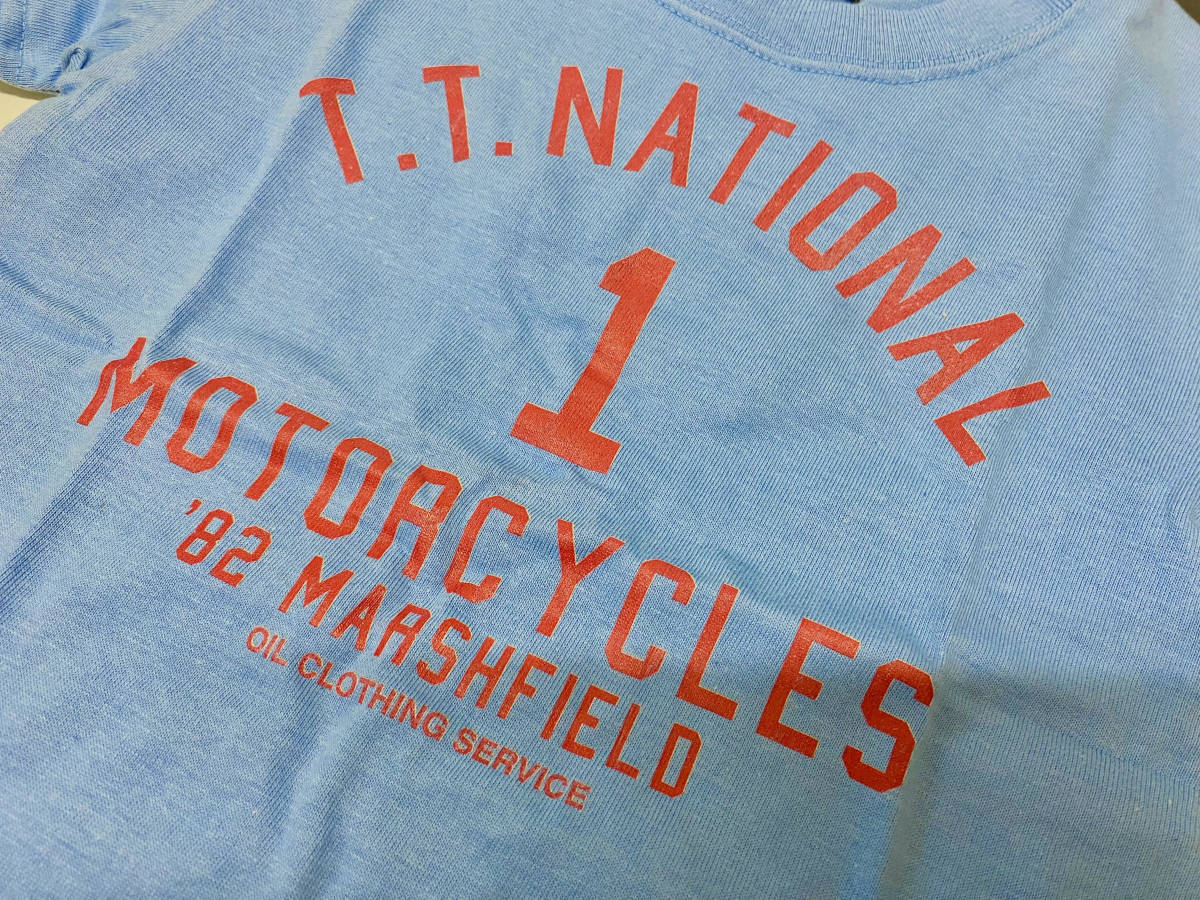 T.T.NATIONAL
1
MOTORCYCLES
'82 MARSHFIELD
OIL CLOTHING SERVICE